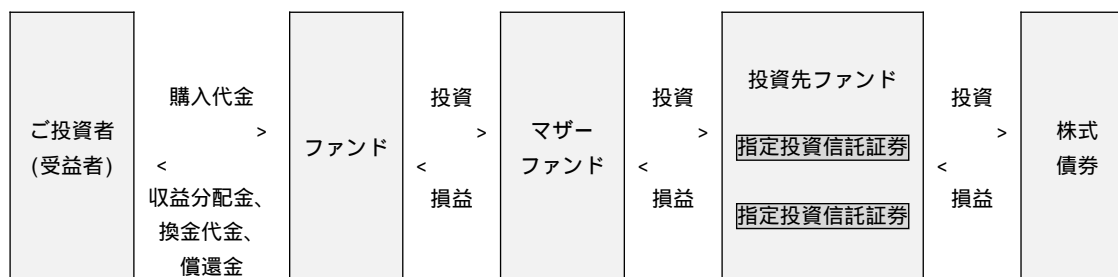 ご投資者
(受益者)
購入代金
>
<
収益分配金、
換金代金、
償還金
ファンド
投資
>
<
損益
マザー
ファンド
投資
>
<
損益
投資先ファンド
指定投資信託証券
指定投資信託証券
投資
>
<
損益
株式
債券